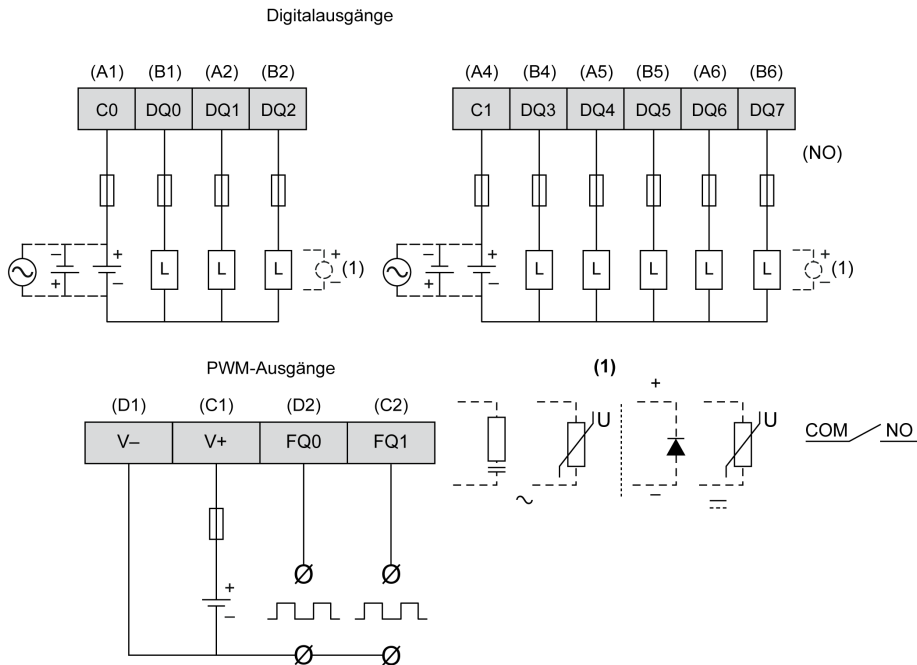 Digitalausgänge
(A1) (B1) (A2) (B2) (A4) (B4) (A5) (B5) (A6) (B6)
C0 DQ0 DQ1 DQ2 C1 DQ3 DQ4 DQ5 DQ6 DQ7
(NO)
– + + L L L (1) – + + L L L L L (1)
+ – – + – –
PWM-Ausgänge (1)
(D1) (C1) (D2) (C2) +
V– V+ FQ0 FQ1 U U COM NO
–
+
–